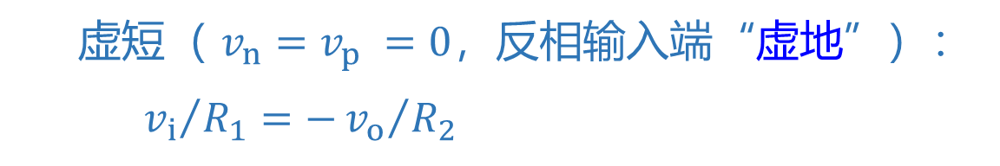 虚短（ vₙ = vₚ = 0，反相输入端“虚地”）:
vᵢ/R₁ = − vₒ/R₂